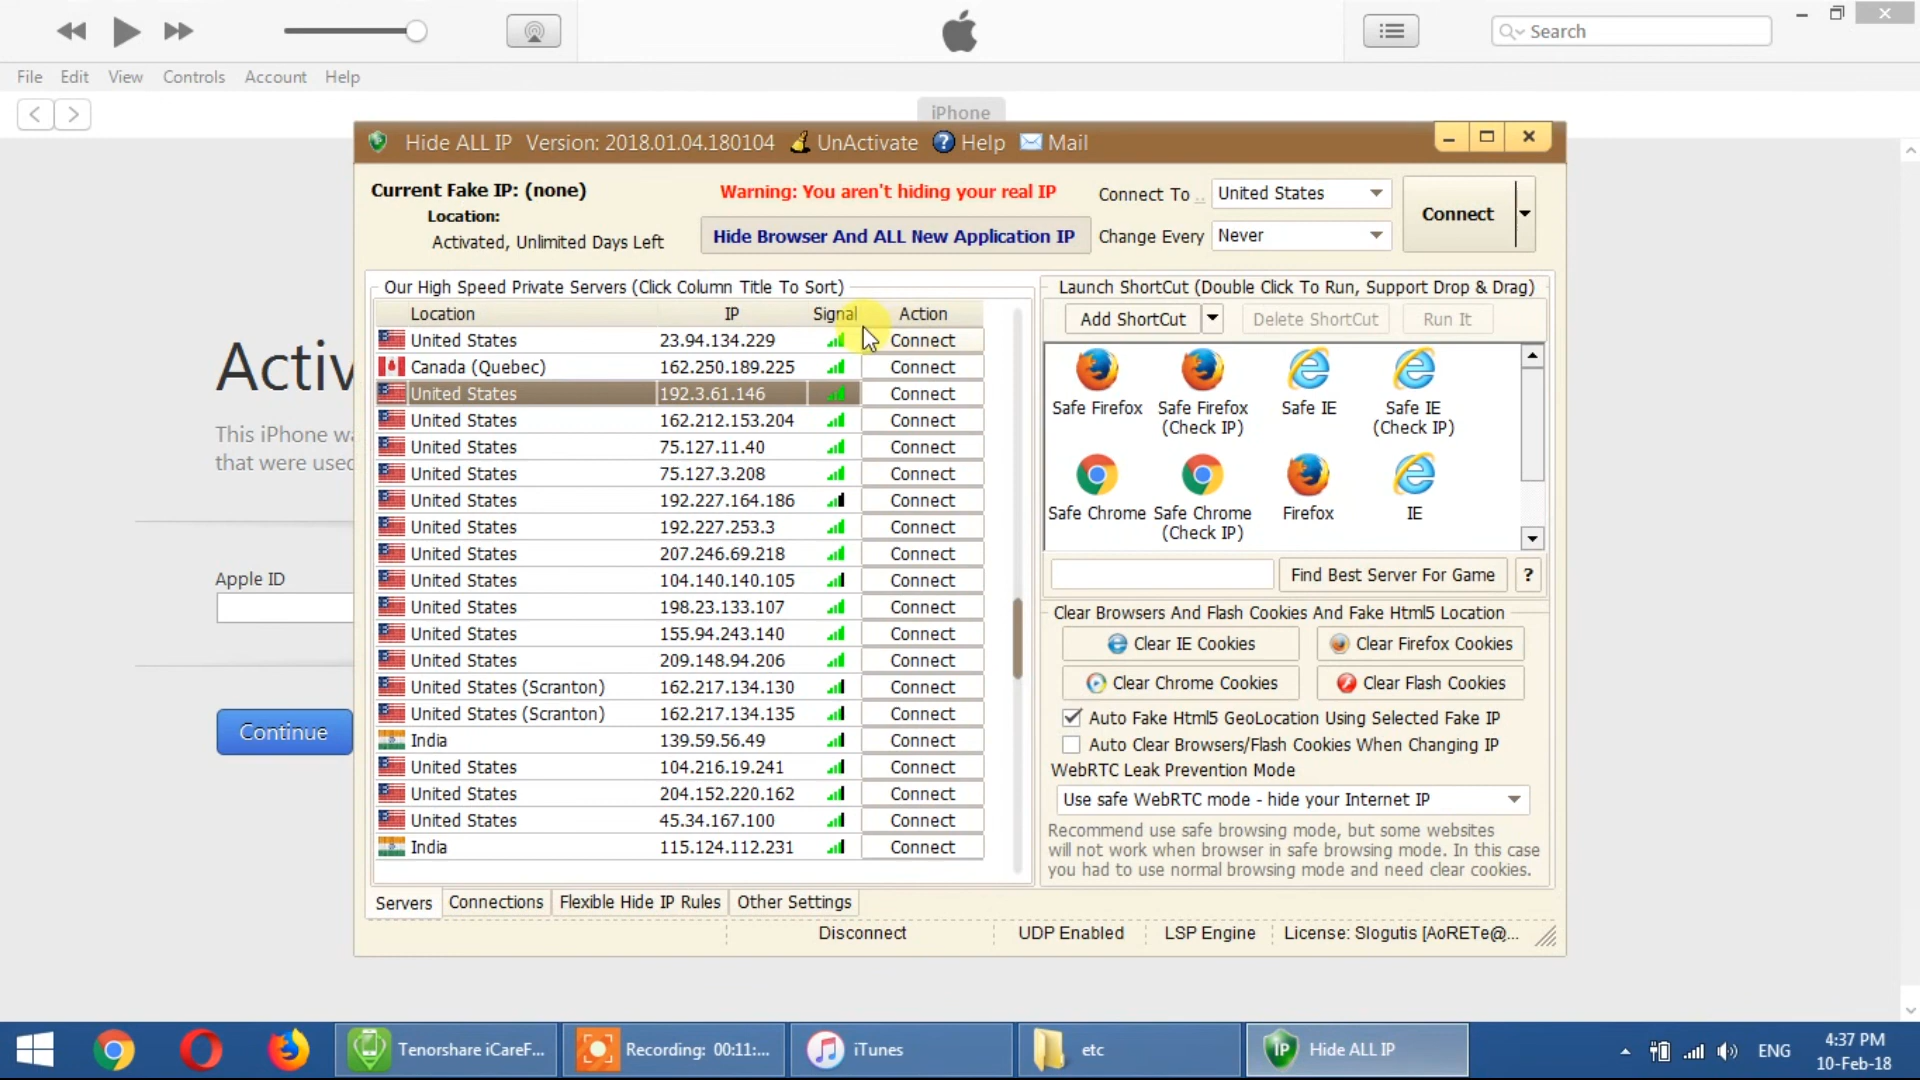 Search
File Edit View Controls Account Help
iPhone
Hide ALL IP Version: 2018.01.04.180104 UnActivate Help Mail
Current Fake IP: (none)
Location:
Activated, Unlimited Days Left
Warning: You aren't hiding your real IP
Hide Browser And ALL New Application IP
Connect To .. United States
Change Every Never
Connect
Our High Speed Private Servers (Click Column Title To Sort)
Location IP Signal Action
United States 23.94.134.229 Connect
Canada (Quebec) 162.250.189.225 Connect
United States 192.3.61.146 Connect
United States 162.212.153.204 Connect
United States 75.127.11.40 Connect
United States 75.127.3.208 Connect
United States 192.227.164.186 Connect
United States 192.227.253.3 Connect
United States 207.246.69.218 Connect
United States 104.140.140.105 Connect
United States 198.23.133.107 Connect
United States 155.94.243.140 Connect
United States 209.148.94.206 Connect
United States (Scranton) 162.217.134.130 Connect
United States (Scranton) 162.217.134.135 Connect
India 139.59.56.49 Connect
United States 104.216.19.241 Connect
United States 204.152.220.162 Connect
United States 45.34.167.100 Connect
India 115.124.112.231 Connect
Launch ShortCut (Double Click To Run, Support Drop & Drag)
Add ShortCut Delete ShortCut Run It
Safe Firefox Safe Firefox (Check IP) Safe IE Safe IE (Check IP)
Safe Chrome Safe Chrome (Check IP) Firefox IE
Find Best Server For Game ?
Clear Browsers And Flash Cookies And Fake Html5 Location
Clear IE Cookies Clear Firefox Cookies
Clear Chrome Cookies Clear Flash Cookies
Auto Fake Html5 GeoLocation Using Selected Fake IP
Auto Clear Browsers/Flash Cookies When Changing IP
WebRTC Leak Prevention Mode
Use safe WebRTC mode - hide your Internet IP
Recommend use safe browsing mode, but some websites
will not work when browser in safe browsing mode. In this case
you had to use normal browsing mode and need clear cookies.
Servers Connections Flexible Hide IP Rules Other Settings
Disconnect UDP Enabled LSP Engine License: Slogutis [AoRETe@...
Activ
This iPhone wa
that were used
Apple ID
Continue
Tenorshare iCareF... Recording: 00:11:... iTunes etc IP Hide ALL IP ENG 4:37 PM
10-Feb-18